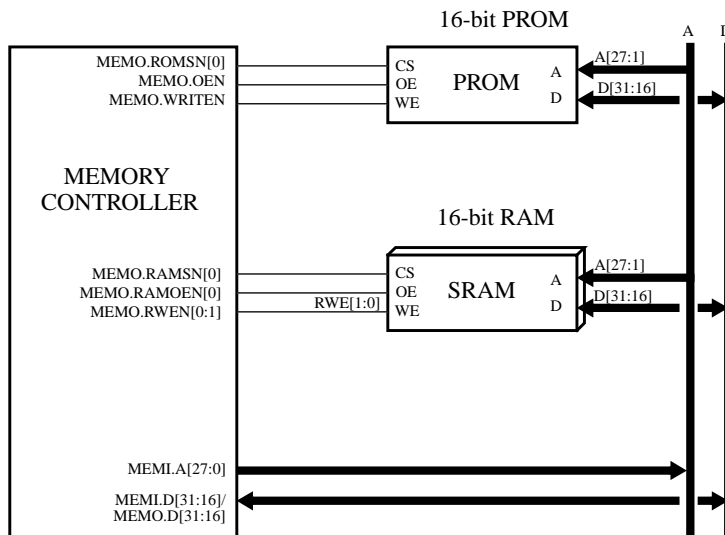 16-bit PROM
A
MEMO.ROMSN[0]
MEMO.OEN
MEMO.WRITEN
CS
OE
WE
PROM
A
D
A[27:1]
D[31:16]
MEMORY
CONTROLLER
16-bit RAM
MEMO.RAMSN[0]
MEMO.RAMOEN[0]
MEMO.RWEN[0:1]
RWE[1:0]
CS
OE
WE
SRAM
A
D
A[27:1]
D[31:16]
MEMI.A[27:0]
MEMI.D[31:16]/
MEMO.D[31:16]